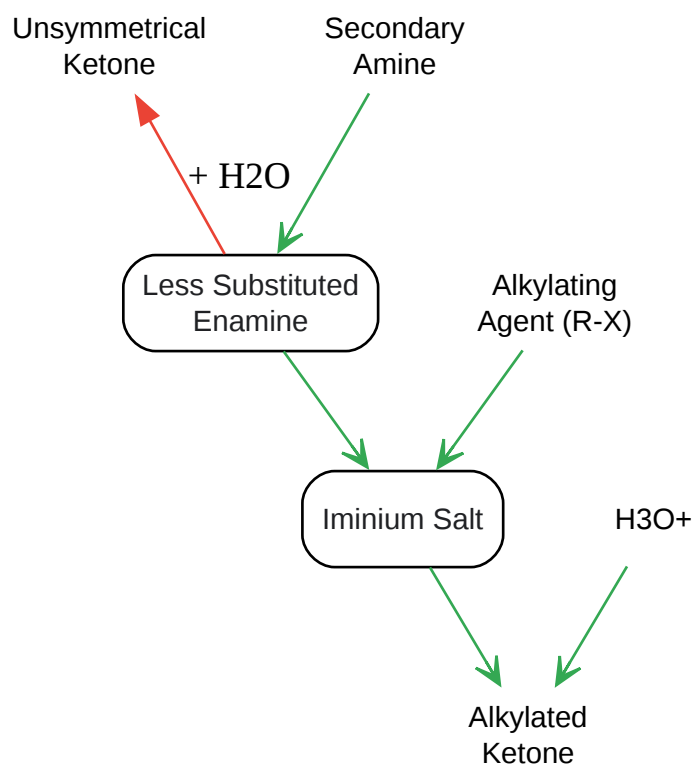 Unsymmetrical
Ketone
Secondary
Amine
+ H2O
Less Substituted
Enamine
Alkylating
Agent (R-X)
Iminium Salt
H3O+
Alkylated
Ketone